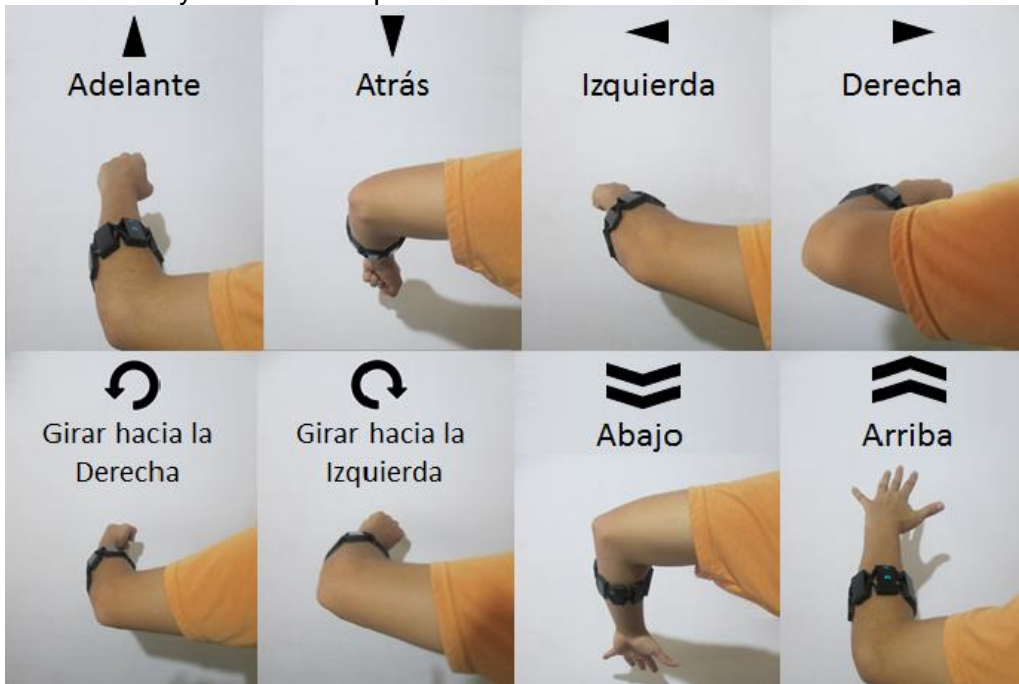 Adelante
Atrás
Izquierda
Derecha
Girar hacia la
Derecha
Girar hacia la
Izquierda
Abajo
Arriba